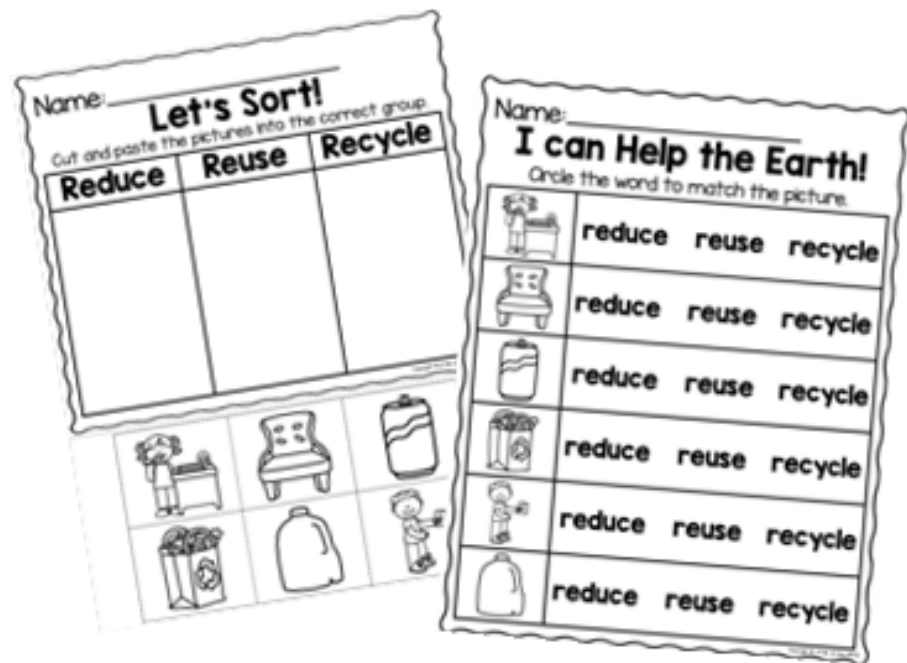 Name:
Let's Sort!
Cut and paste the pictures into the correct group.
Reduce Reuse Recycle
Name:
I can Help the Earth!
Circle the word to match the picture.
reduce reuse recycle
reduce reuse recycle
reduce reuse recycle
reduce reuse recycle
reduce reuse recycle
reduce reuse recycle